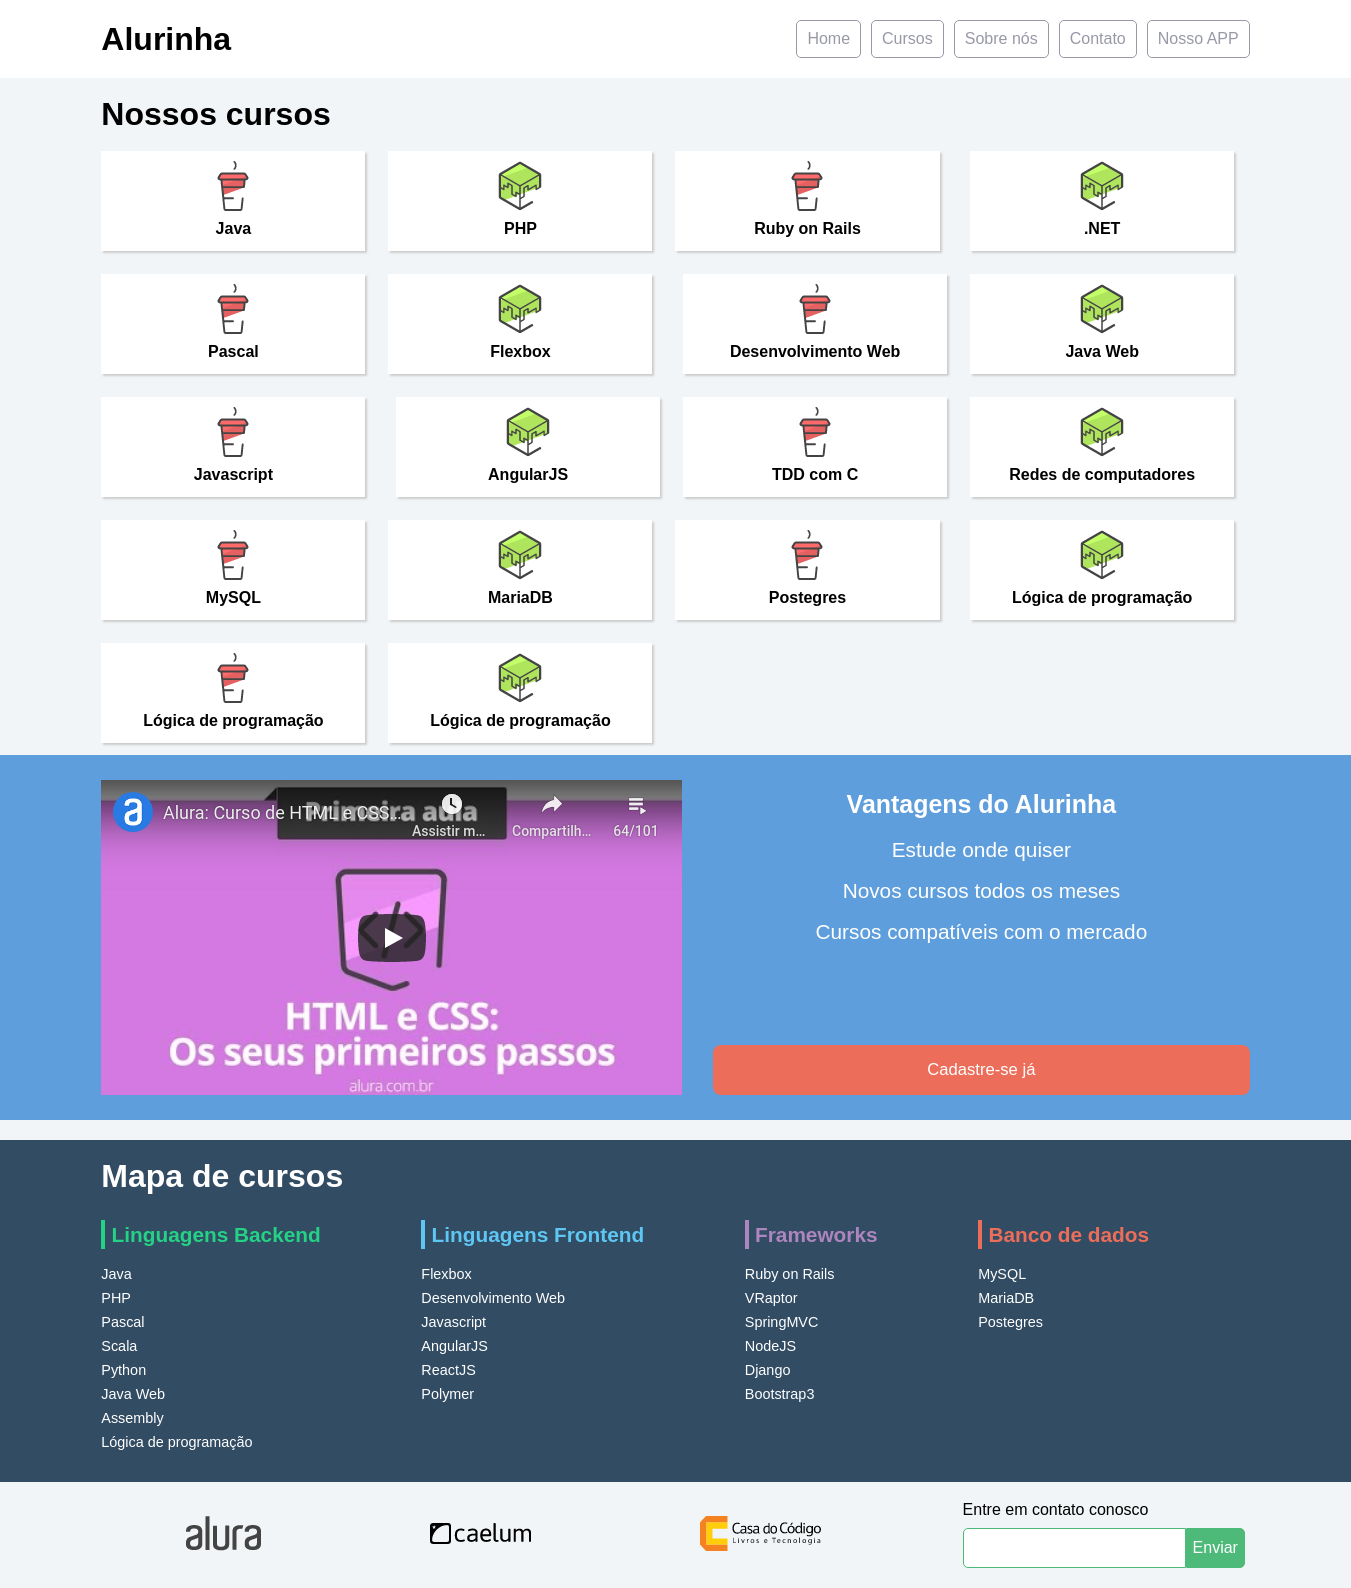 Alurinha
Home Cursos Sobre nós Contato Nosso APP
Nossos cursos
Java PHP Ruby on Rails .NET
Pascal Flexbox Desenvolvimento Web Java Web
Javascript AngularJS TDD com C Redes de computadores
MySQL MariaDB Postegres Lógica de programação
Lógica de programação Lógica de programação
Primeira aula
Alura: Curso de HTML e CSS...
Assistir m... Compartilh... 64/101
HTML e CSS:
Os seus primeiros passos
alura.com.br
Vantagens do Alurinha
Estude onde quiser
Novos cursos todos os meses
Cursos compatíveis com o mercado
Cadastre-se já
Mapa de cursos
Linguagens Backend
Java
PHP
Pascal
Scala
Python
Java Web
Assembly
Lógica de programação
Linguagens Frontend
Flexbox
Desenvolvimento Web
Javascript
AngularJS
ReactJS
Polymer
Frameworks
Ruby on Rails
VRaptor
SpringMVC
NodeJS
Django
Bootstrap3
Banco de dados
MySQL
MariaDB
Postegres
alura
caelum
Casa do Código
Livros e Tecnologia
Entre em contato conosco
Enviar